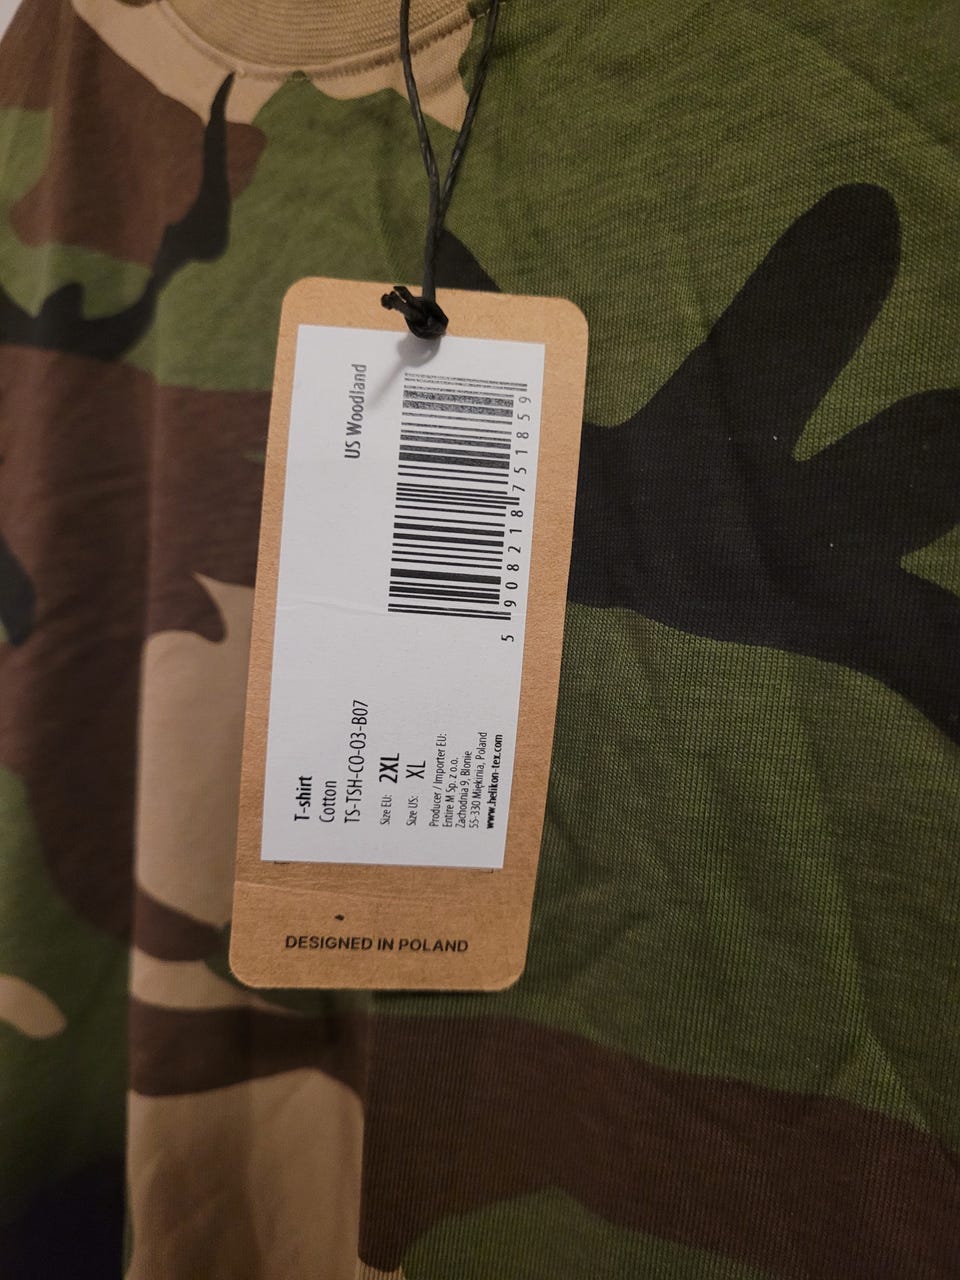 T-shirt
Cotton
TS-TSH-CO-03-B07
US Woodland
Size EU: 2XL
Size US: XL
Producer / Importer EU:
Entire M Sp. z o.o.
Zachodnia 9, Błonie
55-330 Miękinia, Poland
www.helikon-tex.com
5 908218 751859
DESIGNED IN POLAND